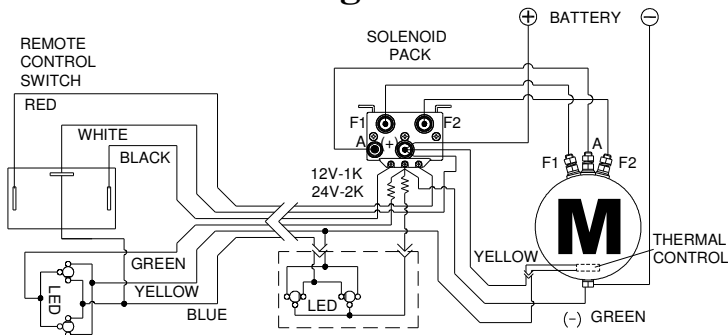 g
BATTERY
REMOTE
CONTROL
SWITCH
SOLENOID
PACK
RED
WHITE
BLACK
F1
F2
A
(+)
12V-1K
24V-2K
A
F1
F2
M
YELLOW
THERMAL
CONTROL
GREEN
YELLOW
BLUE
LED
LED
(-) GREEN